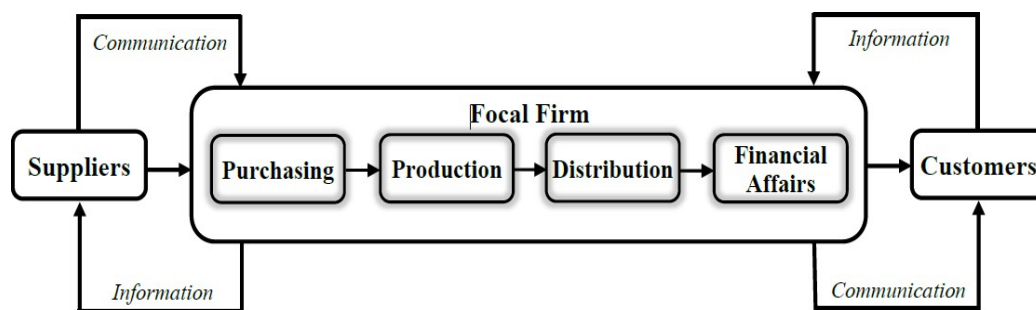 Communication
Information
Focal Firm
Suppliers
Purchasing
Production
Distribution
Financial
Affairs
Customers
Information
Communication